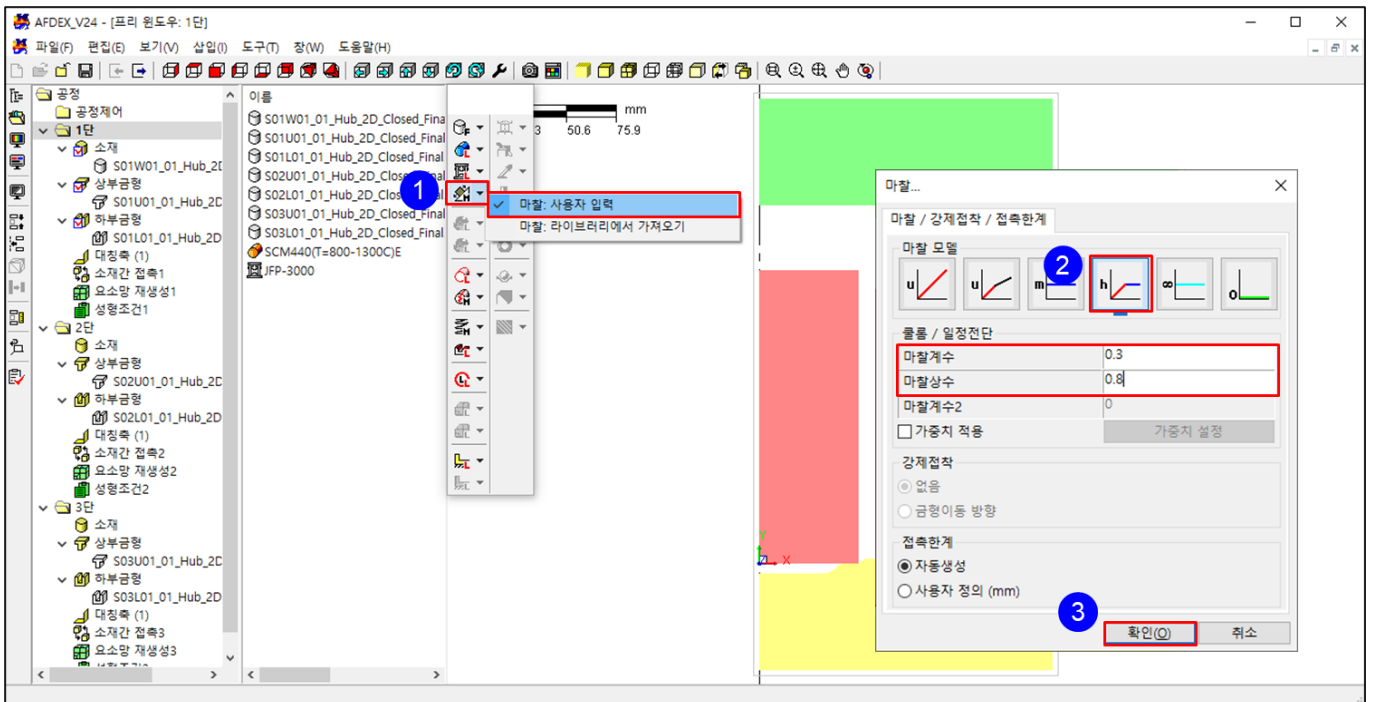 AFDEX_V24 - [프리 윈도우: 1단]
파일(F) 편집(E) 보기(V) 삽입(I) 도구(T) 창(W) 도움말(H)
공정
공정제어
1단
소재
S01W01_01_Hub_2D
상부금형
S01U01_01_Hub_2D
하부금형
S01L01_01_Hub_2D
대칭축 (1)
소재간 접촉1
요소망 재생성1
성형조건1
2단
소재
상부금형
S02U01_01_Hub_2D
하부금형
S02L01_01_Hub_2D
대칭축 (1)
소재간 접촉2
요소망 재생성2
성형조건2
3단
소재
상부금형
S03U01_01_Hub_2D
하부금형
S03L01_01_Hub_2D
대칭축 (1)
소재간 접촉3
요소망 재생성3
이름
S01W01_01_Hub_2D_Closed_Fina
S01U01_01_Hub_2D_Closed_Final
S01L01_01_Hub_2D_Closed_Final
S02U01_01_Hub_2D_Closed_Final
S02L01_01_Hub_2D_Clos
S03U01_01_Hub_2D_Closed_Final
S03L01_01_Hub_2D_Closed_Final
SCM440(T=800-1300C)E
JFP-3000
mm
3 50.6 75.9
1
마찰: 사용자 입력
마찰: 라이브러리에서 가져오기
Y
Z X
마찰...
마찰 / 강제접착 / 접촉한계
마찰 모델
2
u u m h ∞ o
쿨롬 / 일정전단
마찰계수 0.3
마찰상수 0.8
마찰계수2 0
가중치 적용 가중치 설정
강제접착
없음
금형이동 방향
접촉한계
자동생성
사용자 정의 (mm)
3
확인(O) 취소